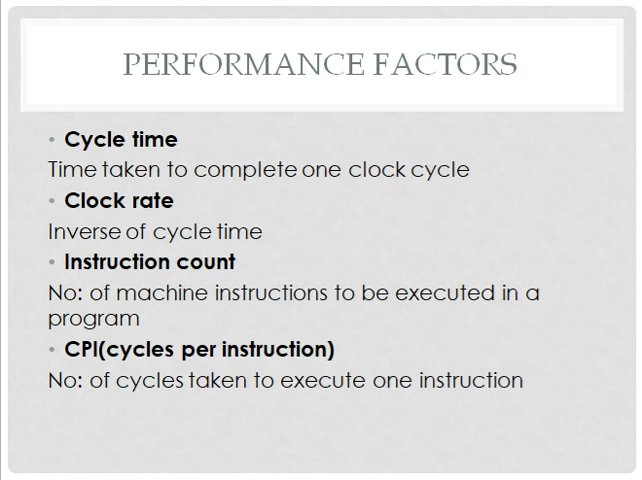 PERFORMANCE FACTORS
• Cycle time
Time taken to complete one clock cycle
• Clock rate
Inverse of cycle time
• Instruction count
No: of machine instructions to be executed in a
program
• CPI(cycles per instruction)
No: of cycles taken to execute one instruction